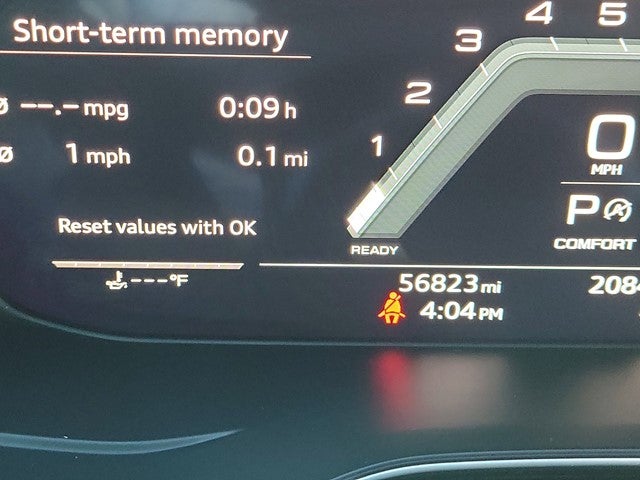 Short-term memory
ø --.- mpg 0:09 h
ø 1 mph 0.1 mi
Reset values with OK
---°F
1
2
3
4
5
READY
0
MPH
P
A
COMFORT
56823 mi
208
4:04 PM